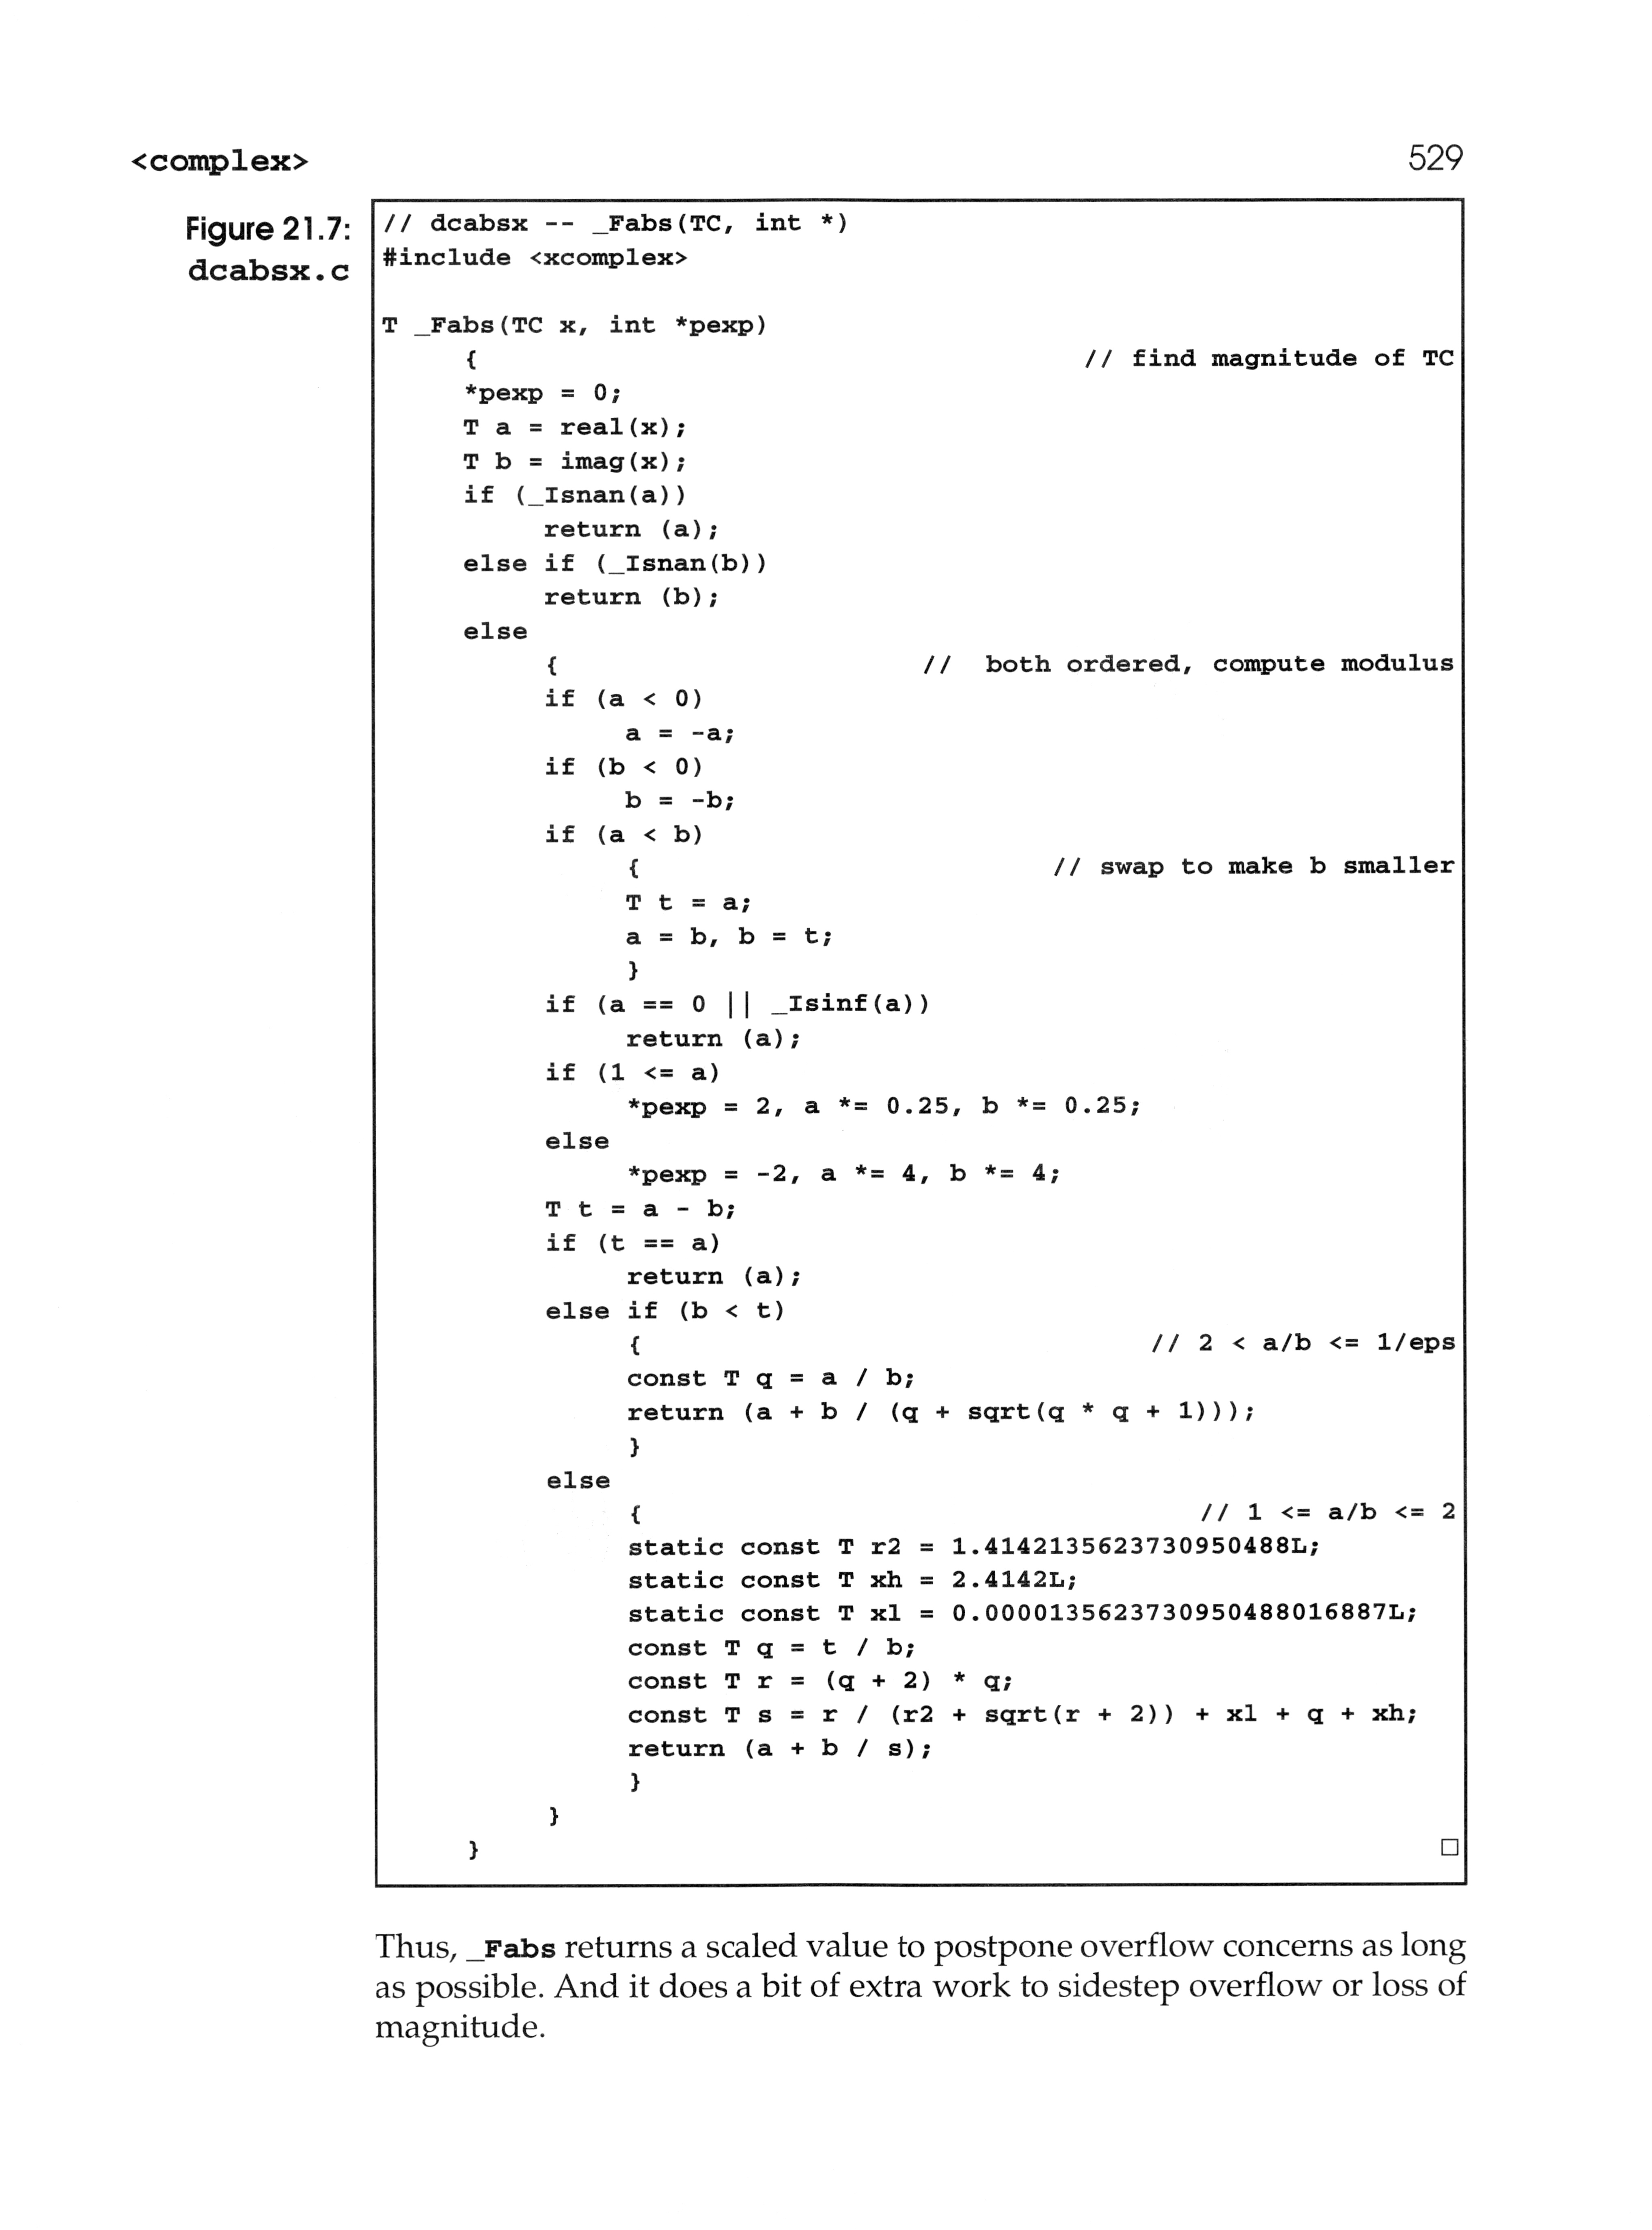 <complex>
529
Figure 21.7:
dcabsx.c
// dcabsx -- _Fabs(TC, int *)
#include <xcomplex>
T _Fabs(TC x, int *pexp)
{ // find magnitude of TC
*pexp = 0;
T a = real(x);
T b = imag(x);
if (_Isnan(a))
return (a);
else if (_Isnan(b))
return (b);
else
{ // both ordered, compute modulus
if (a < 0)
a = -a;
if (b < 0)
b = -b;
if (a < b)
{ // swap to make b smaller
T t = a;
a = b, b = t;
}
if (a == 0 || _Isinf(a))
return (a);
if (1 <= a)
*pexp = 2, a *= 0.25, b *= 0.25;
else
*pexp = -2, a *= 4, b *= 4;
T t = a - b;
if (t == a)
return (a);
else if (b < t)
{ // 2 < a/b <= 1/eps
const T q = a / b;
return (a + b / (q + sqrt(q * q + 1)));
}
else
{ // 1 <= a/b <= 2
static const T r2 = 1.4142135623730950488L;
static const T xh = 2.4142L;
static const T xl = 0.0000135623730950488016887L;
const T q = t / b;
const T r = (q + 2) * q;
const T s = r / (r2 + sqrt(r + 2)) + xl + q + xh;
return (a + b / s);
}
}
}
Thus, _Fabs returns a scaled value to postpone overflow concerns as long
as possible. And it does a bit of extra work to sidestep overflow or loss of
magnitude.